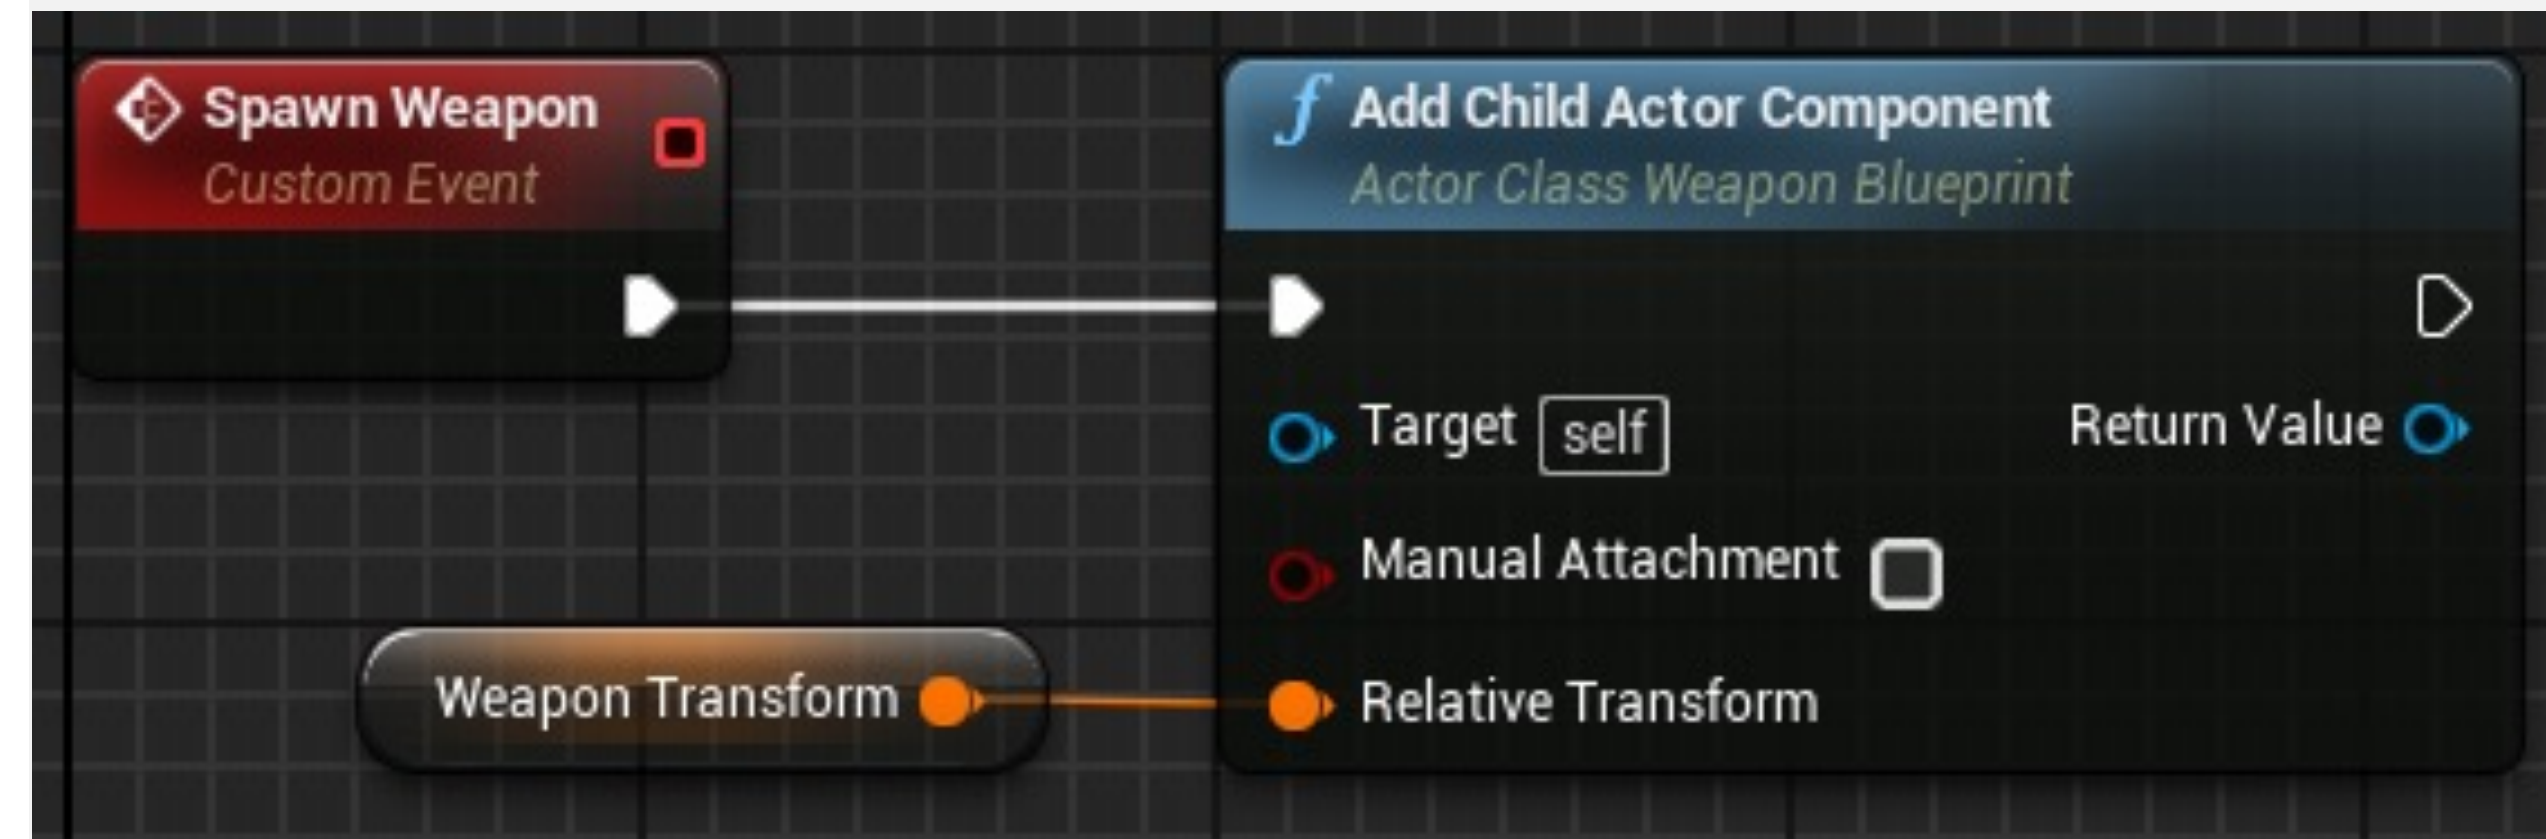 Spawn Weapon
Custom Event
Add Child Actor Component
Actor Class Weapon Blueprint
Target self
Return Value
Manual Attachment
Weapon Transform
Relative Transform